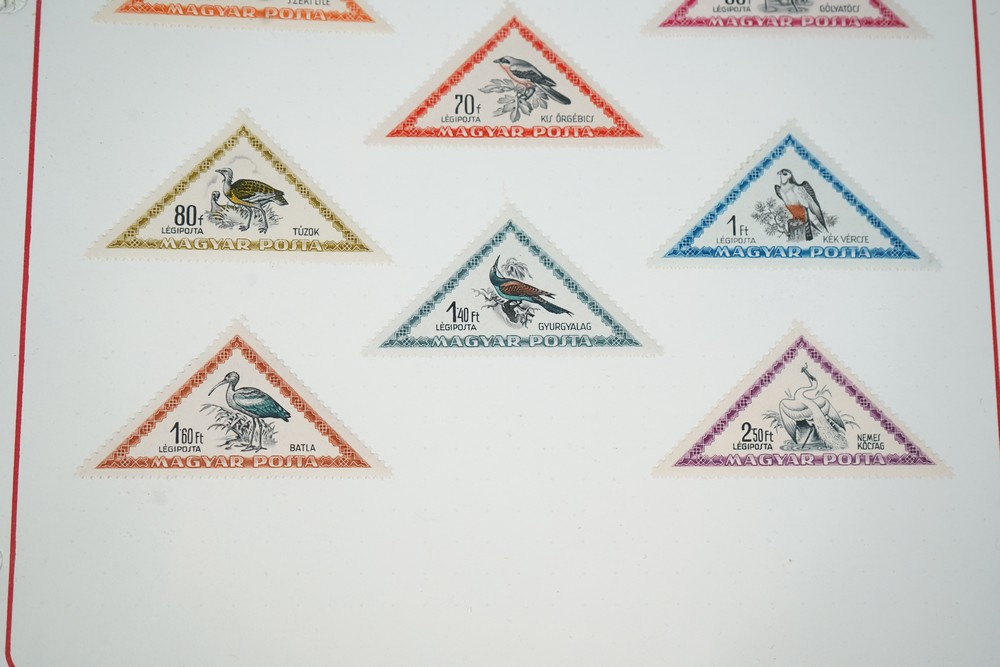 SZÉKI LILE
MAGYAR POSTA
LÉGIPOSTA GÓLYATÖCS
MAGYAR POSTA
70f
LÉGIPOSTA KIS ŐRGÉBICS
MAGYAR POSTA
80f
LÉGIPOSTA TÚZOK
MAGYAR POSTA
1 Ft
LÉGIPOSTA KÉK VÉRCSE
MAGYAR POSTA
1'40 Ft
LÉGIPOSTA GYURGYALAG
MAGYAR POSTA
1'60 Ft
LÉGIPOSTA BATLA
MAGYAR POSTA
2'50 Ft NEMES
LÉGIPOSTA KÓCSAG
MAGYAR POSTA